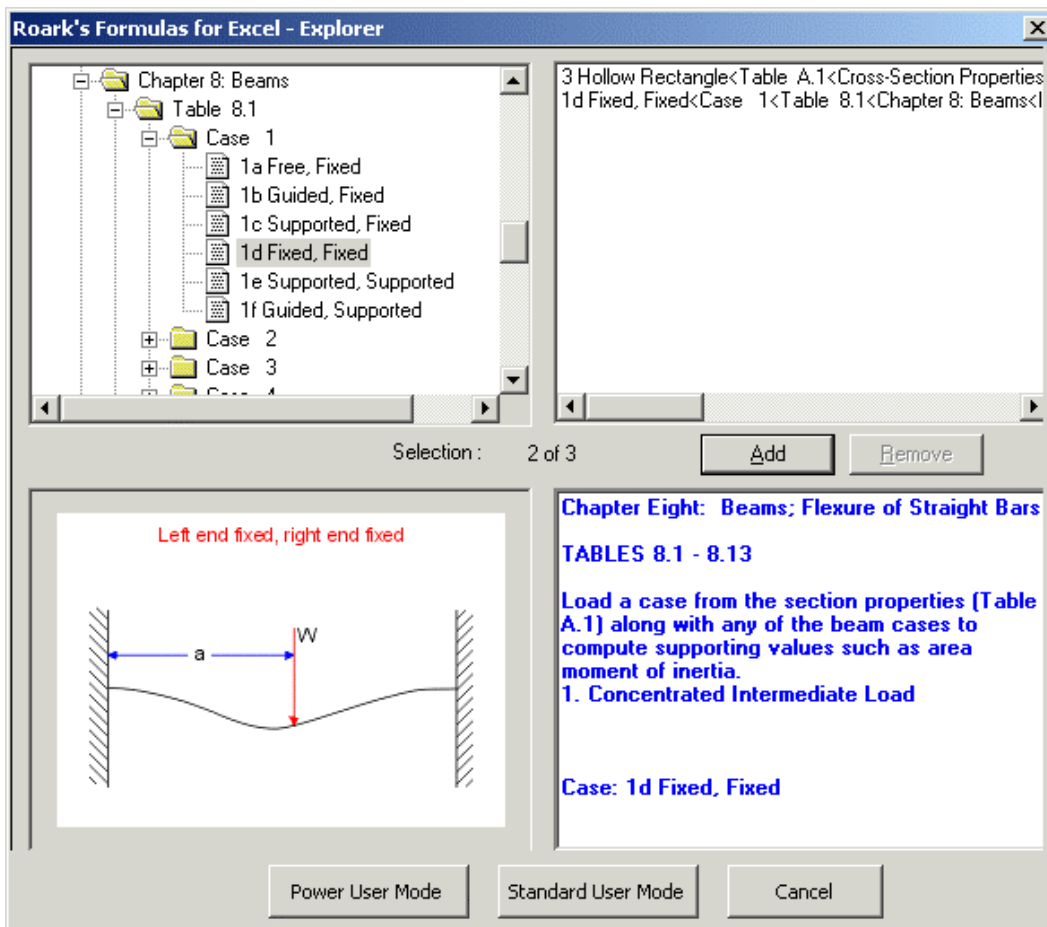 Roark's Formulas for Excel - Explorer
Chapter 8: Beams
Table 8.1
Case 1
1a Free, Fixed
1b Guided, Fixed
1c Supported, Fixed
1d Fixed, Fixed
1e Supported, Supported
1f Guided, Supported
Case 2
Case 3
Case 4
3 Hollow Rectangle<Table A.1<Cross-Section Properties
1d Fixed, Fixed<Case 1<Table 8.1<Chapter 8: Beams<
Selection : 2 of 3
Add
Remove
Left end fixed, right end fixed
W
a
Chapter Eight: Beams; Flexure of Straight Bars
TABLES 8.1 - 8.13
Load a case from the section properties (Table
A.1) along with any of the beam cases to
compute supporting values such as area
moment of inertia.
1. Concentrated Intermediate Load
Case: 1d Fixed, Fixed
Power User Mode
Standard User Mode
Cancel